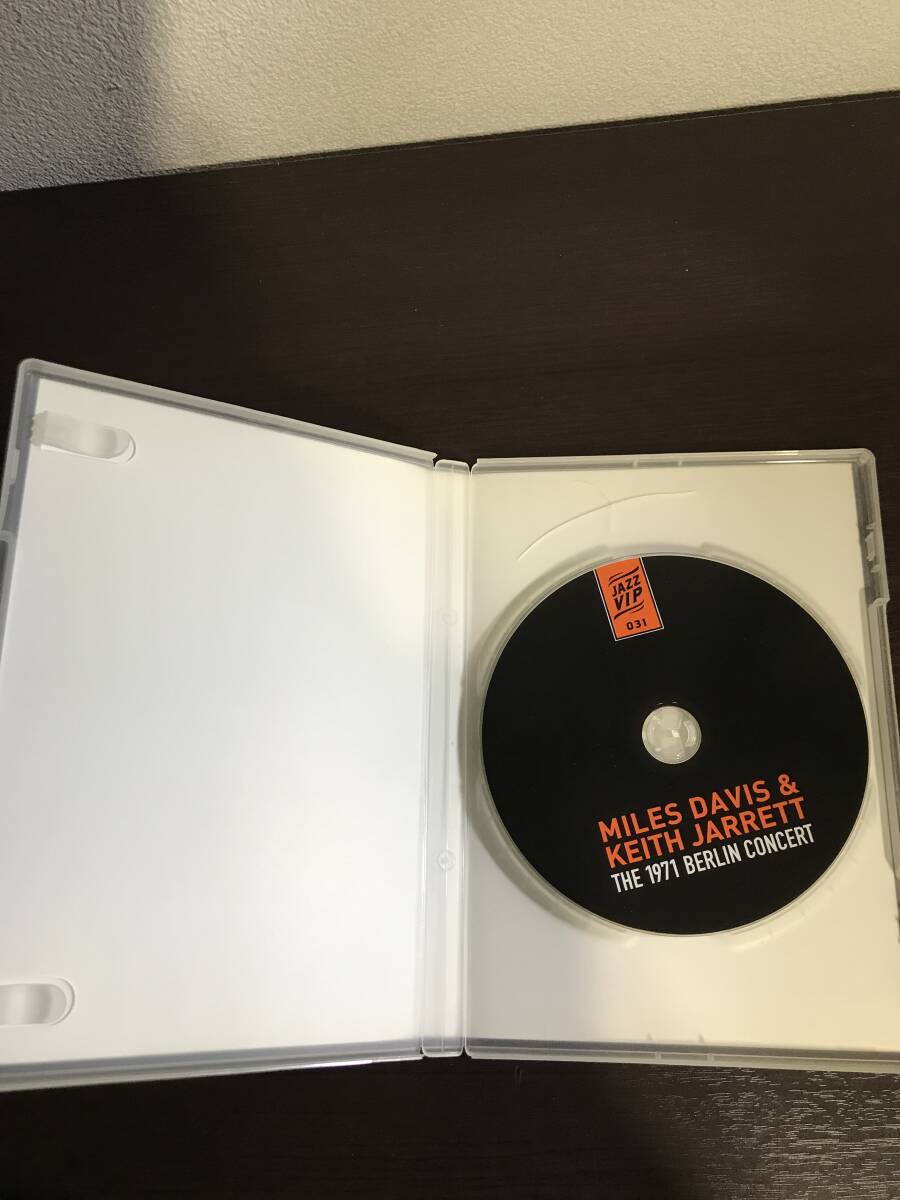 JAZZ
VIP
031
MILES DAVIS &
KEITH JARRETT
THE 1971 BERLIN CONCERT